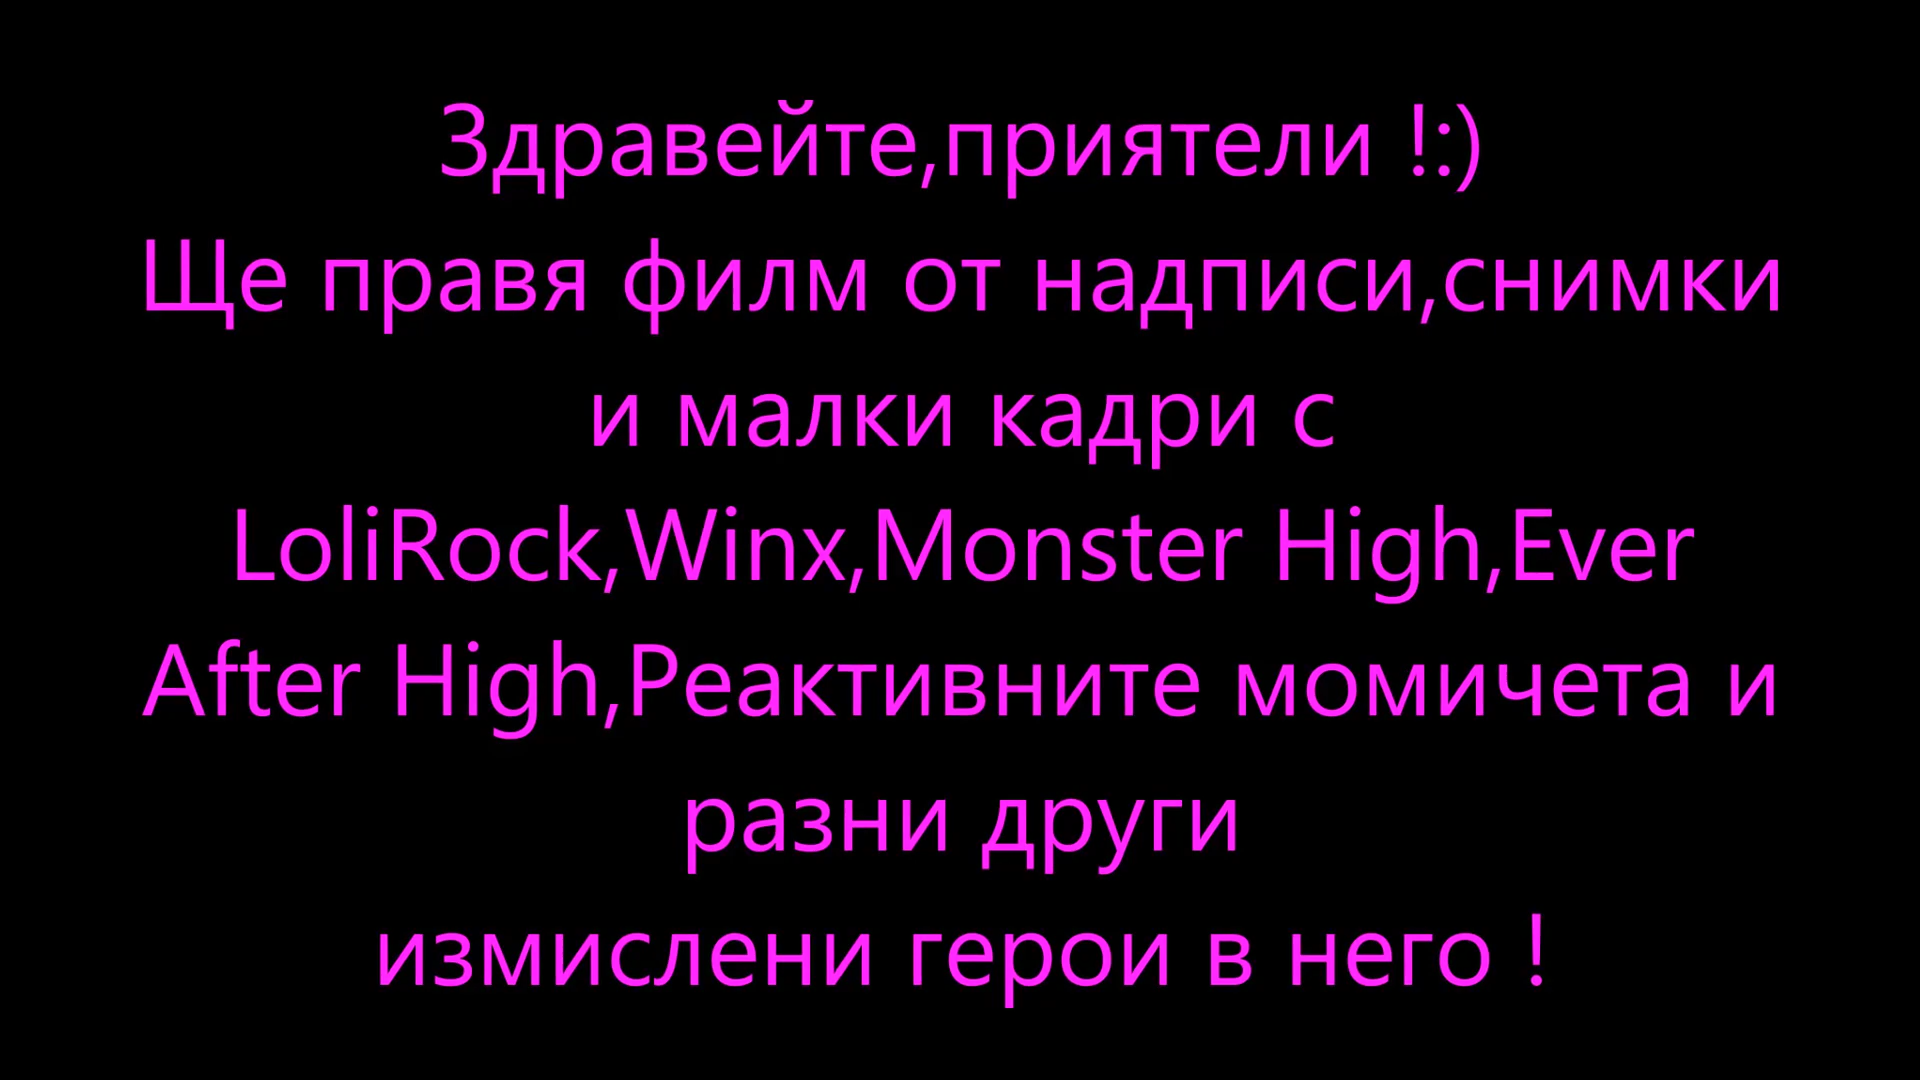 Здравейте,приятели !:)
Ще правя филм от надписи,снимки
и малки кадри с
LoliRock,Winx,Monster High,Ever
After High,Реактивните момичета и
разни други
измислени герои в него !